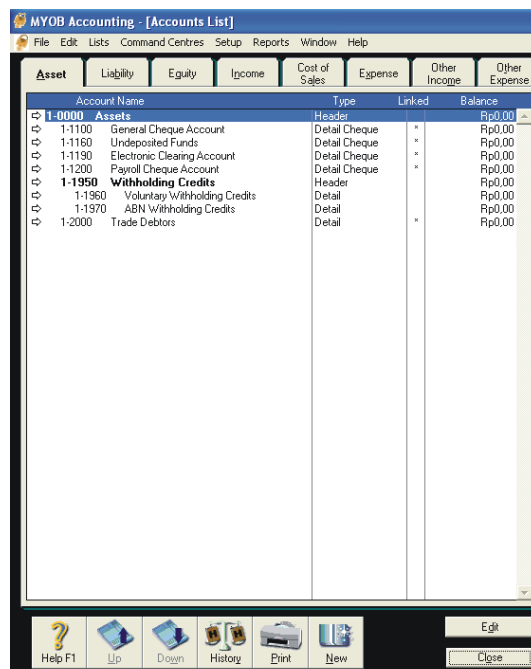 MYOB Accounting - [Accounts List]
File Edit Lists Command Centres Setup Reports Window Help
Asset Liability Equity Income Cost of Sales Expense Other Income Other Expense
Account Name Type Linked Balance
1-0000 Assets Header Rp0,00
1-1100 General Cheque Account Detail Cheque × Rp0,00
1-1160 Undeposited Funds Detail Cheque × Rp0,00
1-1190 Electronic Clearing Account Detail Cheque × Rp0,00
1-1200 Payroll Cheque Account Detail Cheque × Rp0,00
1-1950 Withholding Credits Header Rp0,00
1-1960 Voluntary Withholding Credits Detail Rp0,00
1-1970 ABN Withholding Credits Detail Rp0,00
1-2000 Trade Debtors Detail × Rp0,00
Help F1 Up Down History Print New
Edit
Close